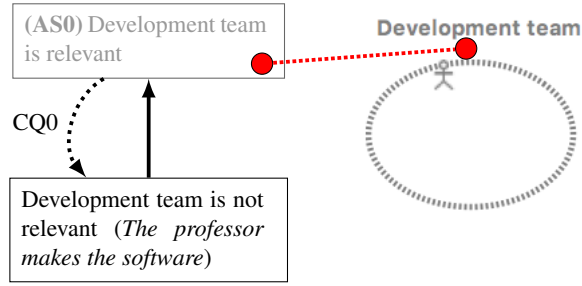 (AS0) Development team
is relevant
Development team
CQ0
Development team is not
relevant (The professor
makes the software)